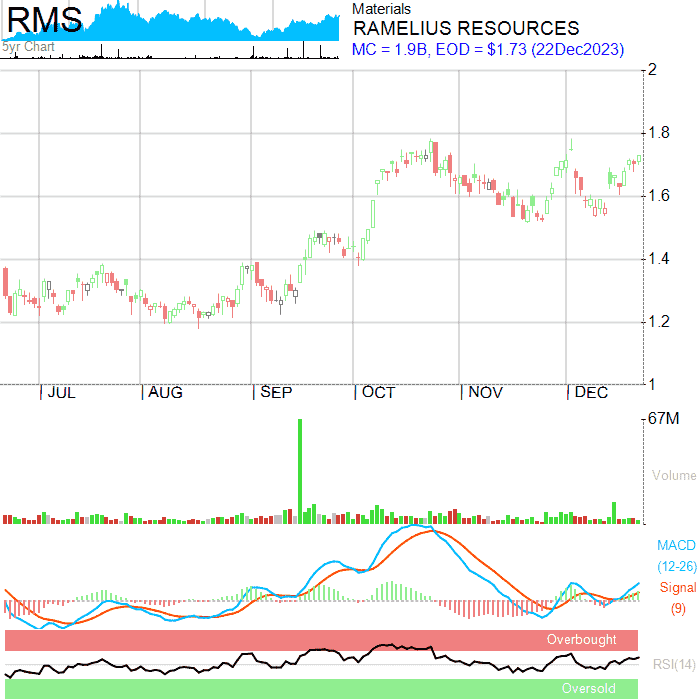 RMS
5yr Chart
Materials
RAMELIUS RESOURCES
MC = 1.9B, EOD = $1.73 (22Dec2023)
2
1.8
1.6
1.4
1.2
1
JUL
AUG
SEP
OCT
NOV
DEC
67M
Volume
MACD
(12-26)
Signal
(9)
Overbought
RSI(14)
Oversold